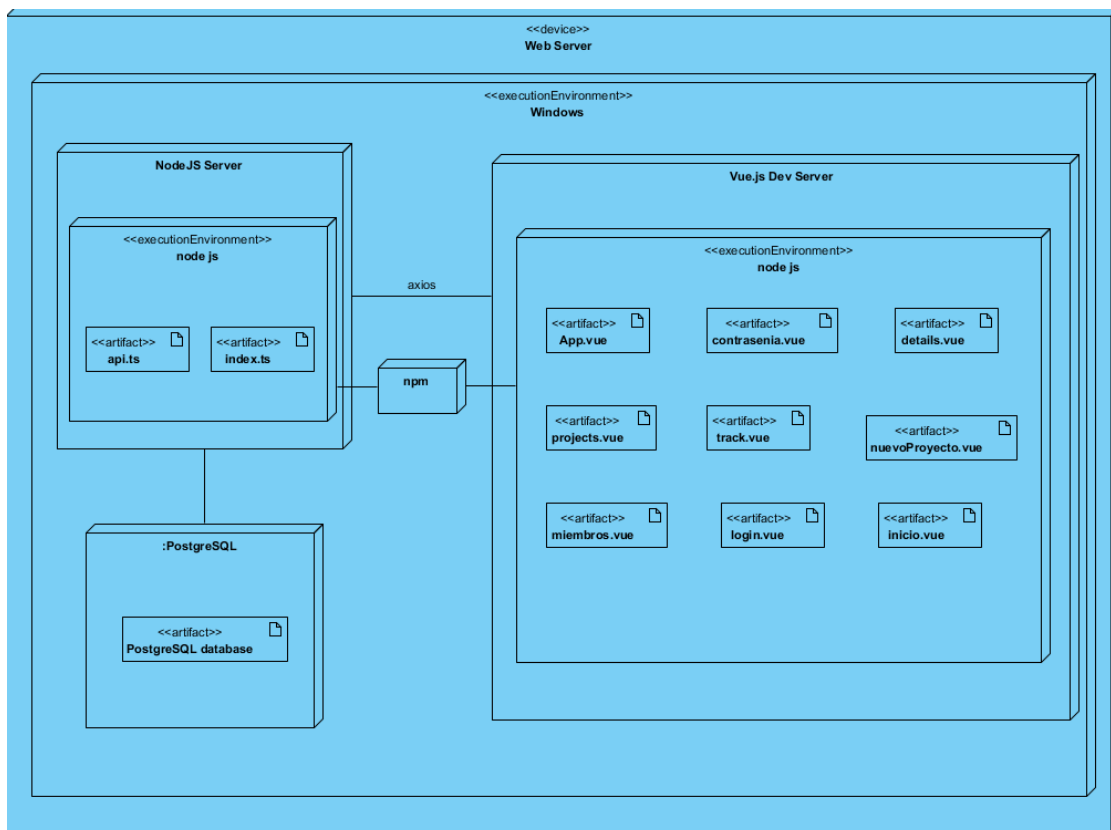 <<device>>
Web Server
<<executionEnvironment>>
Windows
NodeJS Server
<<executionEnvironment>>
node js
<<artifact>>
api.ts
<<artifact>>
index.ts
axios
npm
:PostgreSQL
<<artifact>>
PostgreSQL database
Vue.js Dev Server
<<executionEnvironment>>
node js
<<artifact>>
App.vue
<<artifact>>
contrasenia.vue
<<artifact>>
details.vue
<<artifact>>
projects.vue
<<artifact>>
track.vue
<<artifact>>
nuevoProyecto.vue
<<artifact>>
miembros.vue
<<artifact>>
login.vue
<<artifact>>
inicio.vue